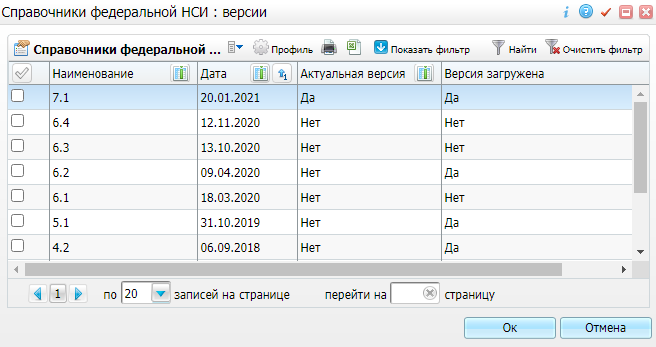 Справочники федеральной НСИ : версии
Справочники федеральной ... Профиль Показать фильтр Найти Очистить фильтр
Наименование Дата 1 Актуальная версия Версия загружена
7.1 20.01.2021 Да Да
6.4 12.11.2020 Нет Нет
6.3 13.10.2020 Нет Нет
6.2 09.04.2020 Нет Да
6.1 18.03.2020 Нет Нет
5.1 31.10.2019 Нет Да
4.2 06.09.2018 Нет Да
1 по 20 записей на странице перейти на страницу
Ок Отмена